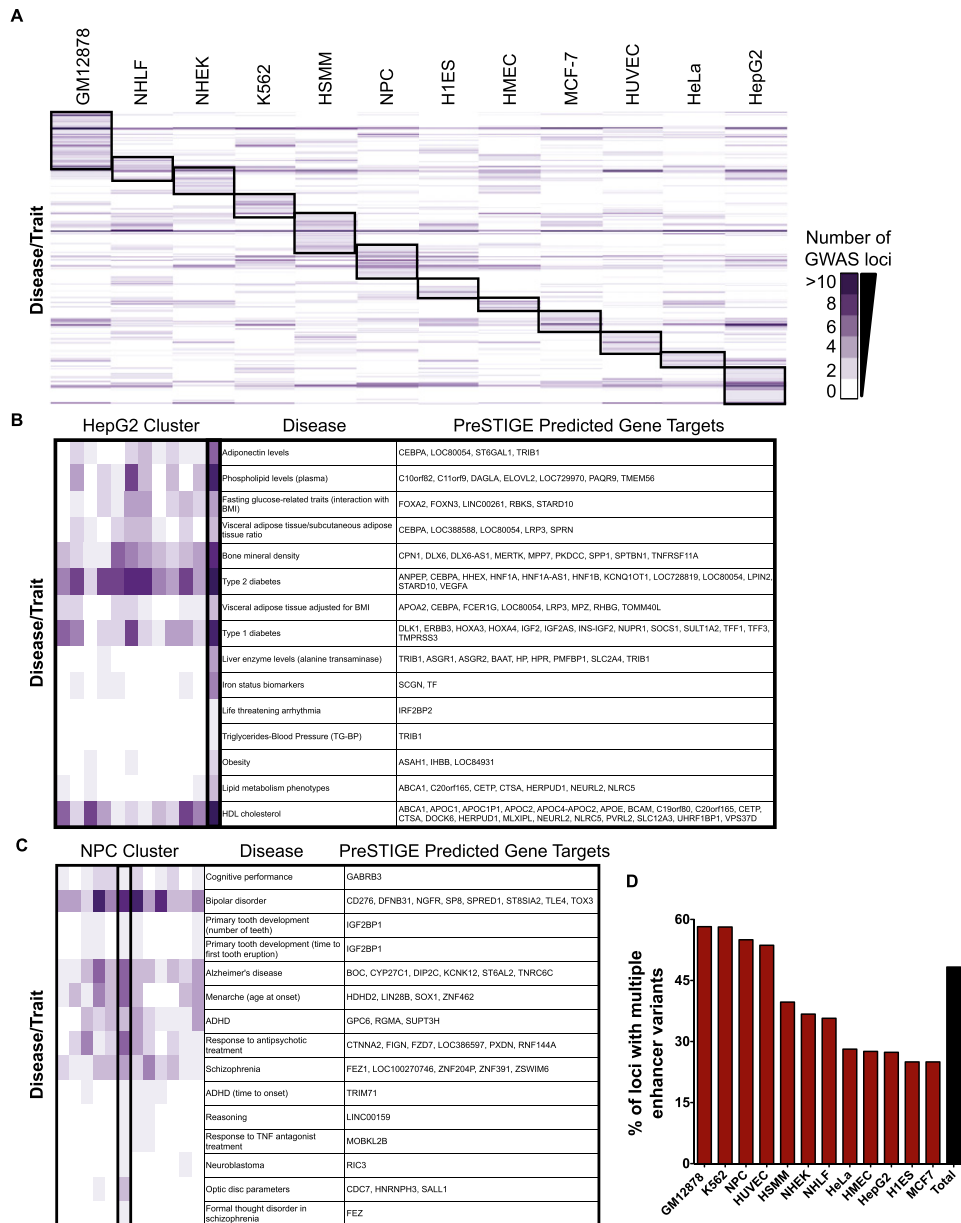 A
GM12878
NHLF
NHEK
K562
HSMM
NPC
H1ES
HMEC
MCF-7
HUVEC
HeLa
HepG2
Disease/Trait
Number of
GWAS loci
>10
8
6
4
2
0
B
HepG2 Cluster
Disease
PreSTIGE Predicted Gene Targets
Disease/Trait
Adiponectin levels
CEBPA, LOC80054, ST6GAL1, TRIB1
Phospholipid levels (plasma)
C10orf82, C11orf9, DAGLA, ELOVL2, LOC729970, PAQR9, TMEM56
Fasting glucose-related traits (interaction with
BMI)
FOXA2, FOXN3, LINC00261, RBKS, STARD10
Visceral adipose tissue/subcutaneous adipose
tissue ratio
CEBPA, LOC388588, LOC80054, LRP3, SPRN
Bone mineral density
CPN1, DLX6, DLX6-AS1, MERTK, MPP7, PKDCC, SPP1, SPTBN1, TNFRSF11A
Type 2 diabetes
ANPEP, CEBPA, HHEX, HNF1A, HNF1A-AS1, HNF1B, KCNQ1OT1, LOC728819, LOC80054, LPIN2,
STARD10, VEGFA
Visceral adipose tissue adjusted for BMI
APOA2, CEBPA, FCER1G, LOC80054, LRP3, MPZ, RHBG, TOMM40L
Type 1 diabetes
DLK1, ERBB3, HOXA3, HOXA4, IGF2, IGF2AS, INS-IGF2, NUPR1, SOCS1, SULT1A2, TFF1, TFF3,
TMPRSS3
Liver enzyme levels (alanine transaminase)
TRIB1, ASGR1, ASGR2, BAAT, HP, HPR, PMFBP1, SLC2A4, TRIB1
Iron status biomarkers
SCGN, TF
Life threatening arrhythmia
IRF2BP2
Triglycerides-Blood Pressure (TG-BP)
TRIB1
Obesity
ASAH1, IHBB, LOC84931
Lipid metabolism phenotypes
ABCA1, C20orf165, CETP, CTSA, HERPUD1, NEURL2, NLRC5
HDL cholesterol
ABCA1, APOC1, APOC1P1, APOC2, APOC4-APOC2, APOE, BCAM, C19orf80, C20orf165, CETP,
CTSA, DOCK6, HERPUD1, MLXIPL, NEURL2, NLRC5, PVRL2, SLC12A3, UHRF1BP1, VPS37D
C
NPC Cluster
Disease
PreSTIGE Predicted Gene Targets
Disease/Trait
Cognitive performance
GABRB3
Bipolar disorder
CD276, DFNB31, NGFR, SP8, SPRED1, ST8SIA2, TLE4, TOX3
Primary tooth development
(number of teeth)
IGF2BP1
Primary tooth development (time to
first tooth eruption)
IGF2BP1
Alzheimer's disease
BOC, CYP27C1, DIP2C, KCNK12, ST6AL2, TNRC6C
Menarche (age at onset)
HDHD2, LIN28B, SOX1, ZNF462
ADHD
GPC6, RGMA, SUPT3H
Response to antipsychotic
treatment
CTNNA2, FIGN, FZD7, LOC386597, PXDN, RNF144A
Schizophrenia
FEZ1, LOC100270746, ZNF204P, ZNF391, ZSWIM6
ADHD (time to onset)
TRIM71
Reasoning
LINC00159
Response to TNF antagonist
treatment
MOBKL2B
Neuroblastoma
RIC3
Optic disc parameters
CDC7, HNRNPH3, SALL1
Formal thought disorder in
schizophrenia
FEZ
D
% of loci with multiple
enhancer variants
60
45
30
15
0
GM12878
K562
NPC
HUVEC
HSMM
NHEK
NHLF
HeLa
HMEC
HepG2
H1ES
MCF7
Total